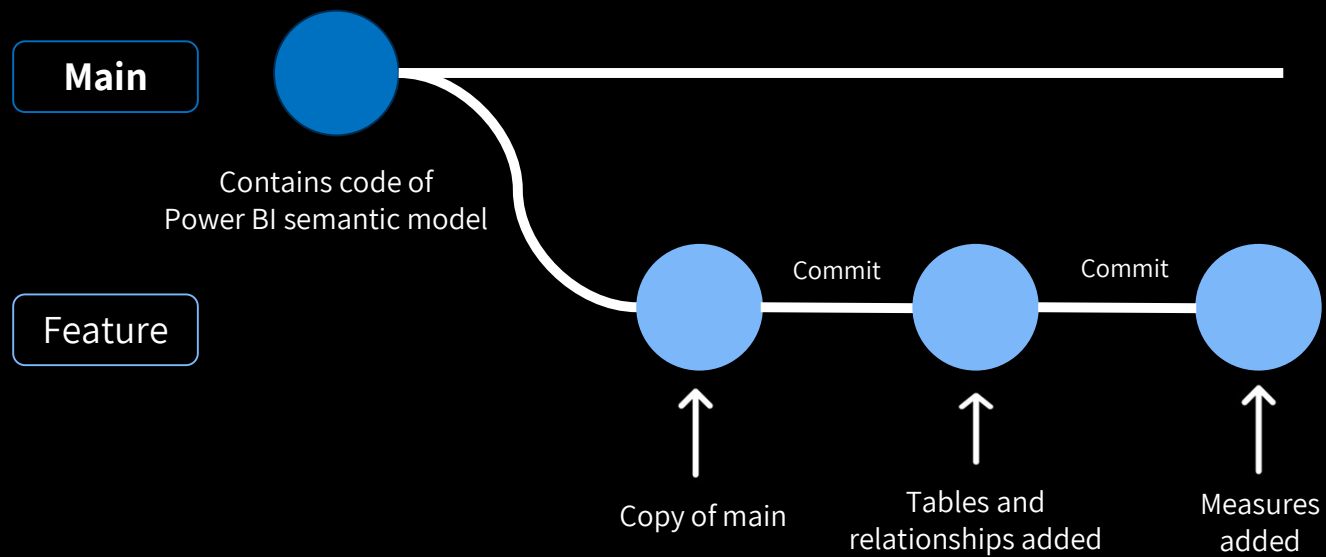 Main
Contains code of
Power BI semantic model
Commit
Commit
Feature
Copy of main
Tables and
relationships added
Measures
added